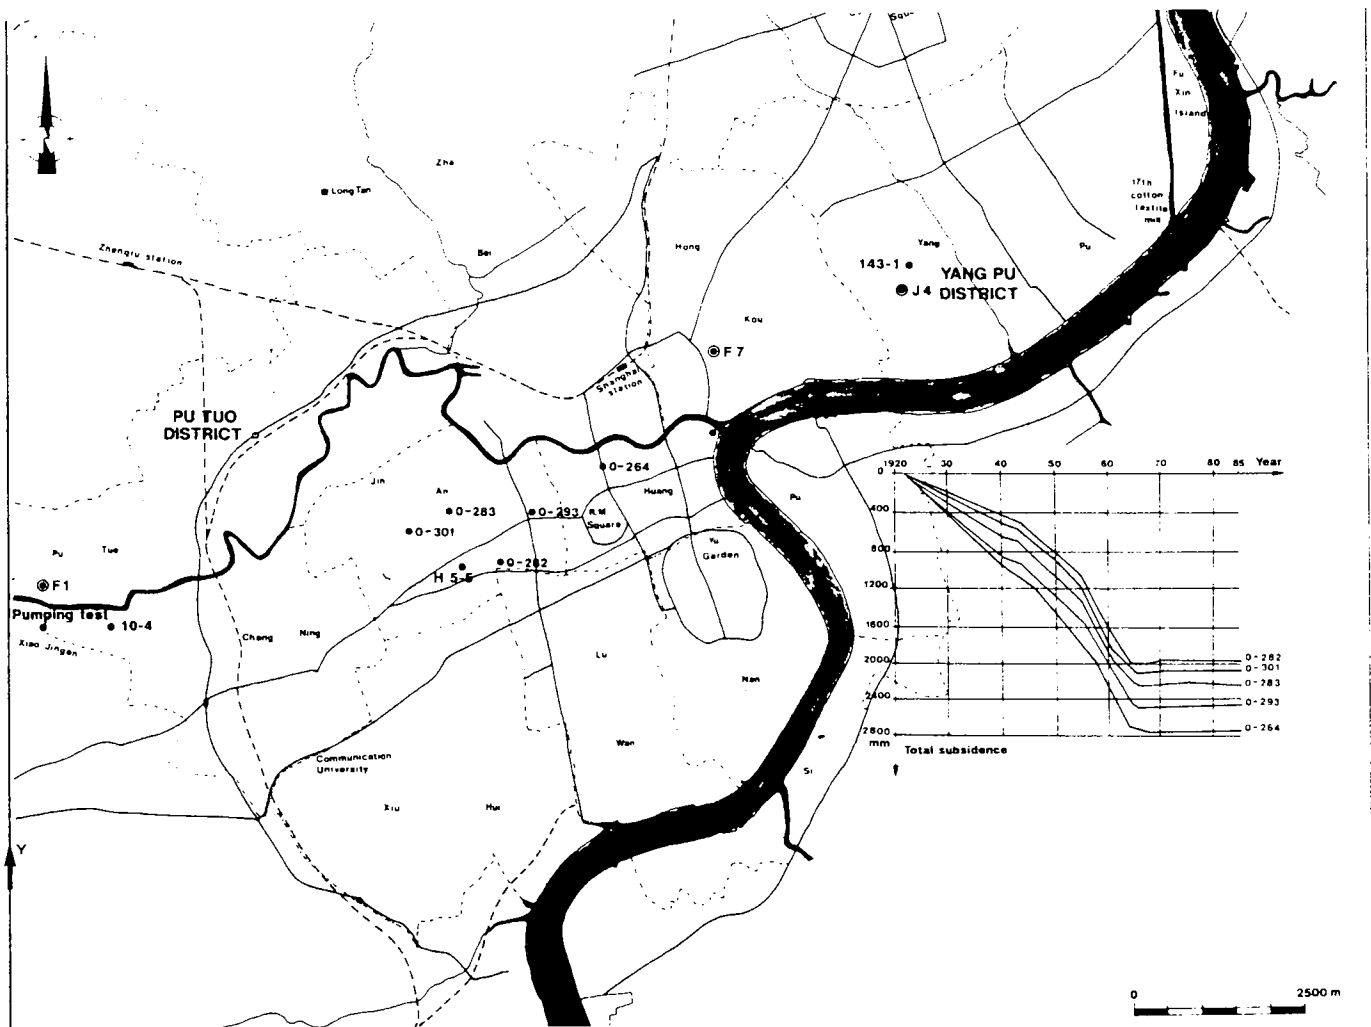 Squ
Fu
Xin
Island
Zha
Long Tan
17th
cotton
textile
mill
Zhengru station
Bei
Hong
Yang
Pu
143-1
YANG PU
DISTRICT
J4
Kou
F7
Shanghai
station
PU TUO
DISTRICT
0-264
1920 30 40 50 60 70 80 85 Year
0
Jin
An
Huang
Pu
0-283
0-293
R.M
Square
400
0-301
Yu
Garden
Pu
Tue
800
0-282
H 5-5
F1
1200
Pumping test
10-4
1600
Xiao Jingen
Chang
Ning
Lu
2000
0-282
0-301
Nan
0-283
2400
0-293
2800
mm
0-264
Wan
Total subsidence
Communication
University
Si
Xiu
Hui
Y
0
2500 m